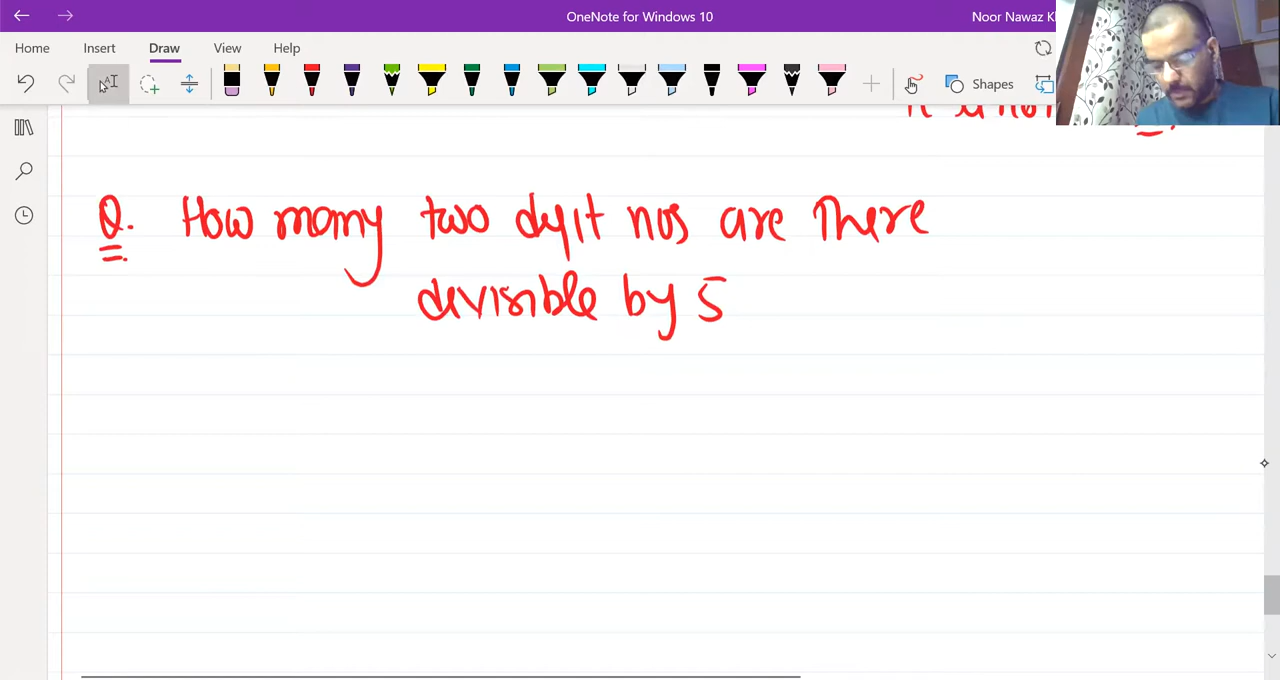 OneNote for Windows 10
Noor Nawaz
Home Insert Draw View Help
Shapes
Q. How many two digit nos are there
divisible by 5